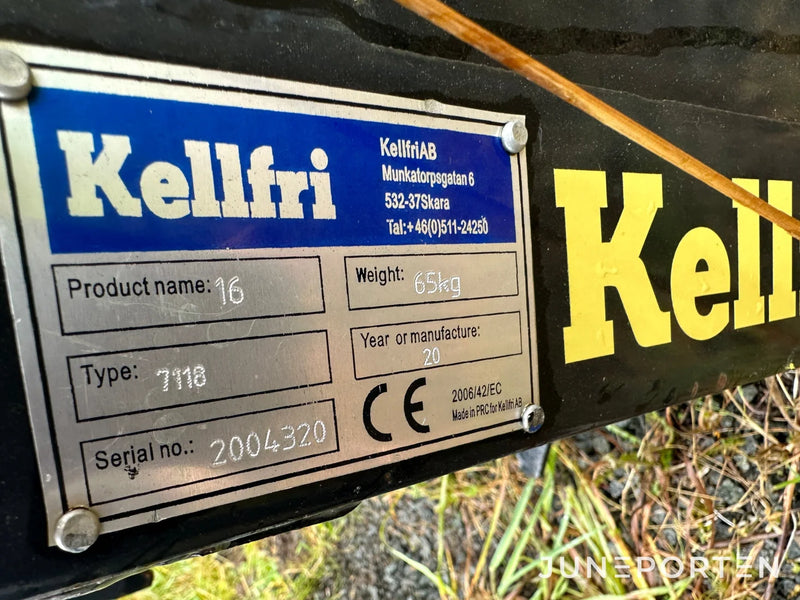 Kellfri
KellfriAB
Munkatorpsgatan 6
532-37Skara
Tal:+46(0)511-24250
Product name: 16
Weight: 65kg
Type: 7118
Year or manufacture:
20
Serial no.: 2004320
CE
2006/42/EC
Made in PRC for Kellfri AB
Kell
JUNEPORTEN